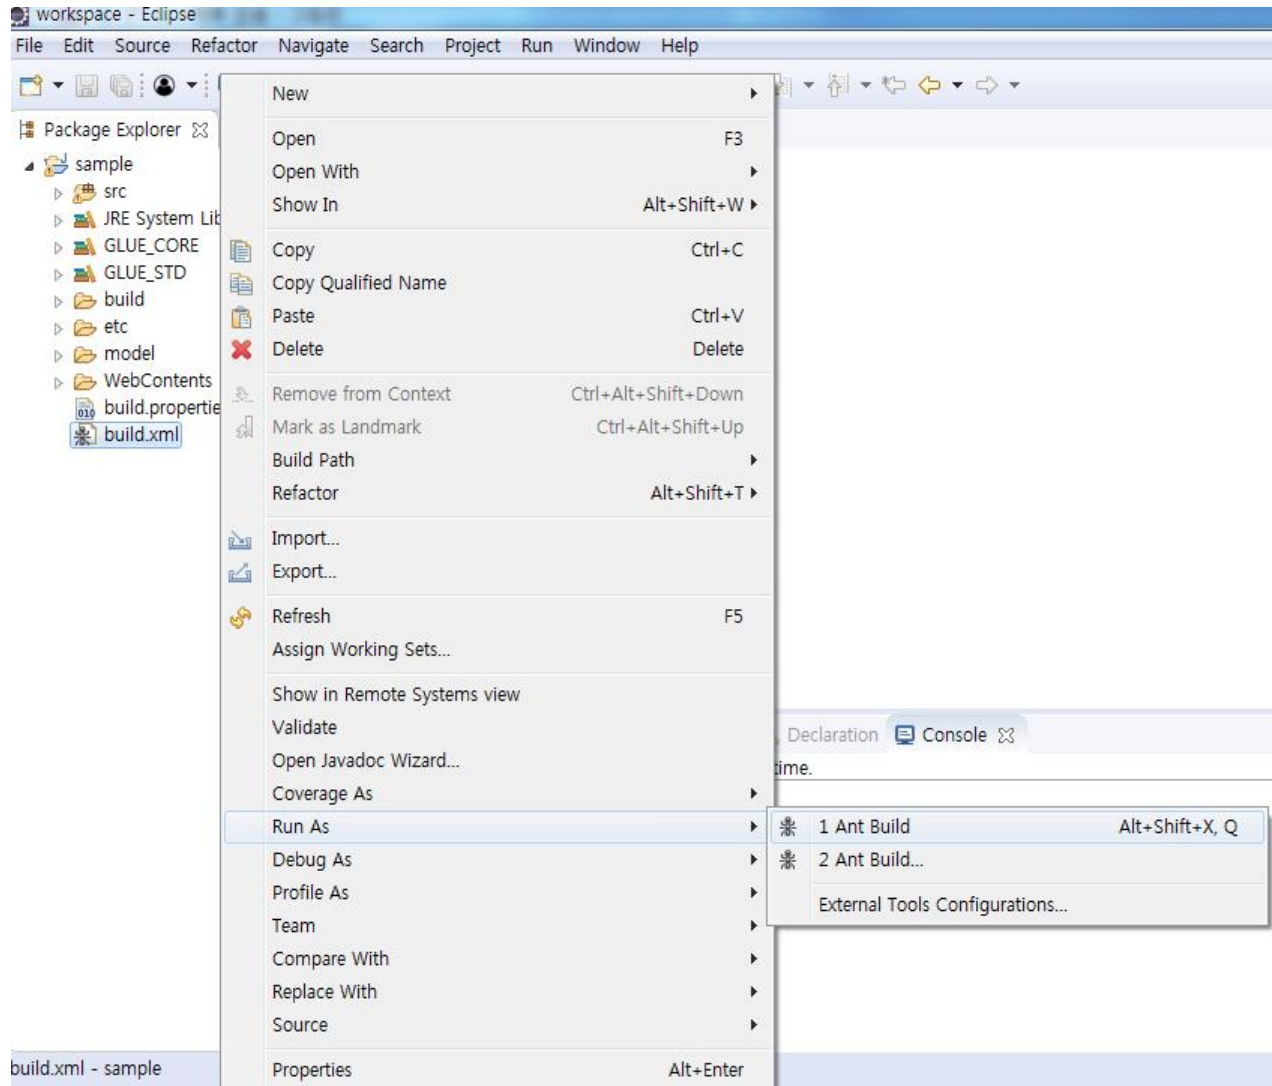 workspace - Eclipse
File Edit Source Refactor Navigate Search Project Run Window Help
Package Explorer
sample
src
JRE System Lib
GLUE_CORE
GLUE_STD
build
etc
model
WebContents
build.propertie
build.xml
New
Open F3
Open With
Show In Alt+Shift+W
Copy Ctrl+C
Copy Qualified Name
Paste Ctrl+V
Delete Delete
Remove from Context Ctrl+Alt+Shift+Down
Mark as Landmark Ctrl+Alt+Shift+Up
Build Path
Refactor Alt+Shift+T
Import...
Export...
Refresh F5
Assign Working Sets...
Show in Remote Systems view
Validate
Open Javadoc Wizard...
Coverage As
Run As
Debug As
Profile As
Team
Compare With
Replace With
Source
Properties Alt+Enter
Declaration Console
time.
1 Ant Build Alt+Shift+X, Q
2 Ant Build...
External Tools Configurations...
build.xml - sample